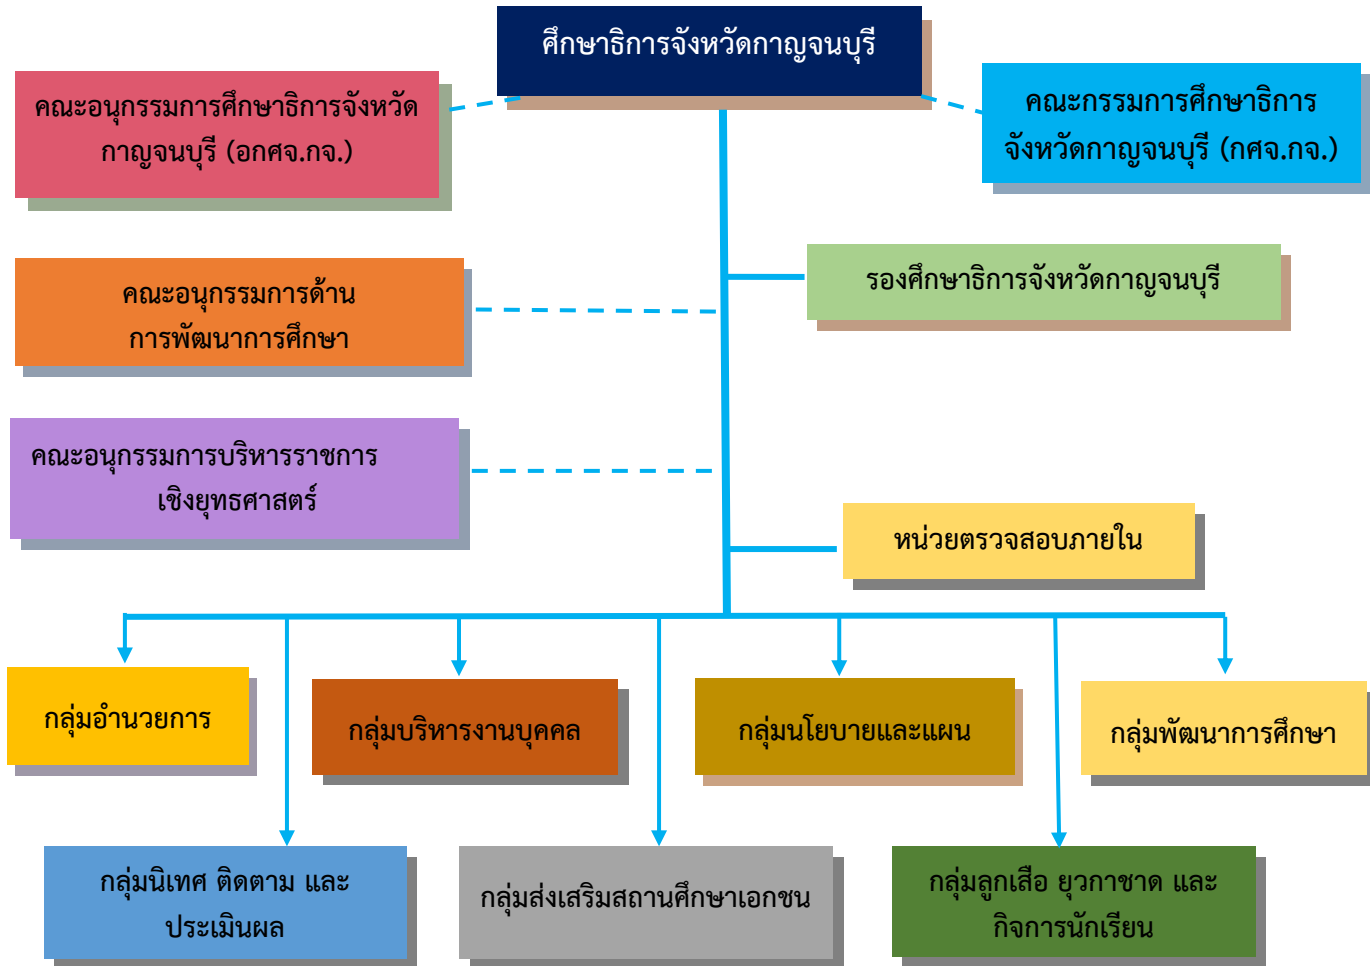 ศึกษาธิการจังหวัดกาญจนบุรี
คณะอนุกรรมการศึกษาธิการจังหวัด
กาญจนบุรี (อกศจ.กจ.)
คณะกรรมการศึกษาธิการ
จังหวัดกาญจนบุรี (กศจ.กจ.)
รองศึกษาธิการจังหวัดกาญจนบุรี
คณะอนุกรรมการด้าน
การพัฒนาการศึกษา
คณะอนุกรรมการบริหารราชการ
เชิงยุทธศาสตร์
หน่วยตรวจสอบภายใน
กลุ่มอำนวยการ
กลุ่มบริหารงานบุคคล
กลุ่มนโยบายและแผน
กลุ่มพัฒนาการศึกษา
กลุ่มนิเทศ ติดตาม และ
ประเมินผล
กลุ่มส่งเสริมสถานศึกษาเอกชน
กลุ่มลูกเสือ ยุวกาชาด และ
กิจการนักเรียน